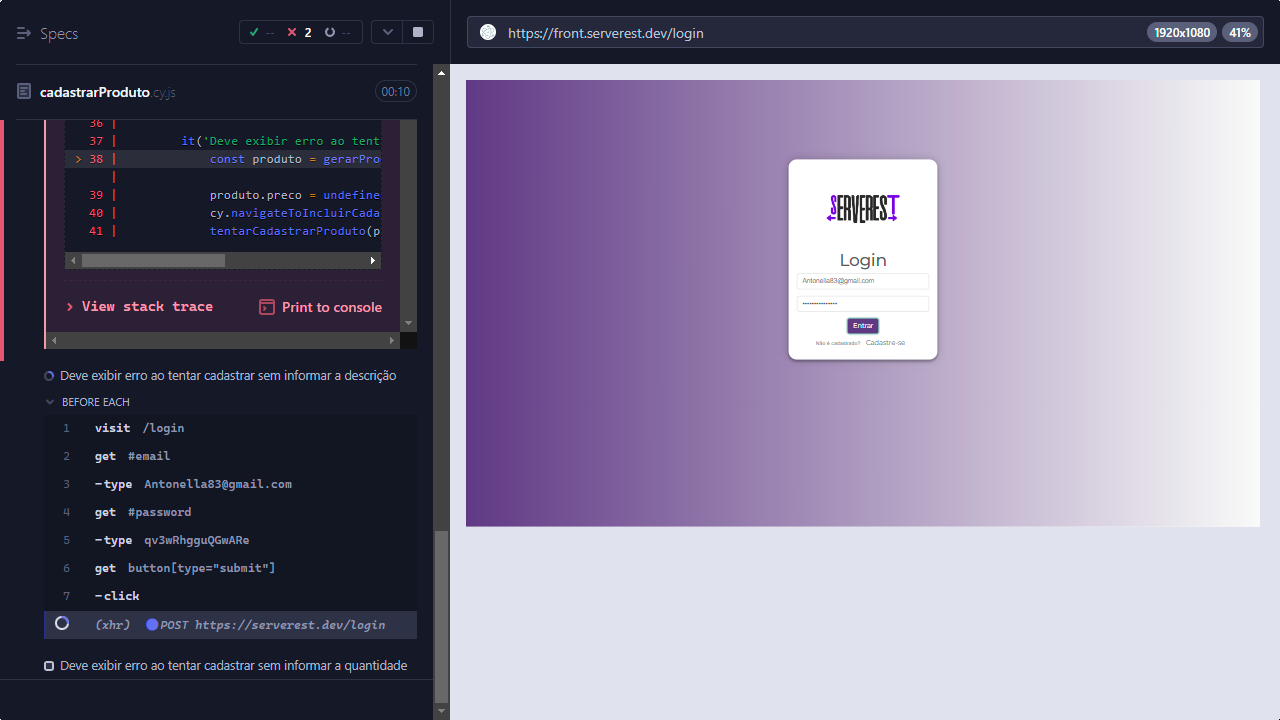 Specs
-- 2 --
https://front.serverest.dev/login
1920x1080 41%
cadastrarProduto.cy.js
00:10
36 |
37 | it('Deve exibir erro ao tent
> 38 | const produto = gerarPro
|
39 | produto.preco = undefine
40 | cy.navigateToIncluirCada
41 | tentarCadastrarProduto(p
> View stack trace
Print to console
Deve exibir erro ao tentar cadastrar sem informar a descrição
BEFORE EACH
1 visit /login
2 get #email
3 -type Antonella83@gmail.com
4 get #password
5 -type qv3wRhgguQGwARe
6 get button[type="submit"]
7 -click
(xhr) POST https://serverest.dev/login
Deve exibir erro ao tentar cadastrar sem informar a quantidade
SERVEREST
Login
Antonella83@gmail.com
•••••••••••••••
Entrar
Não é cadastrado? Cadastre-se